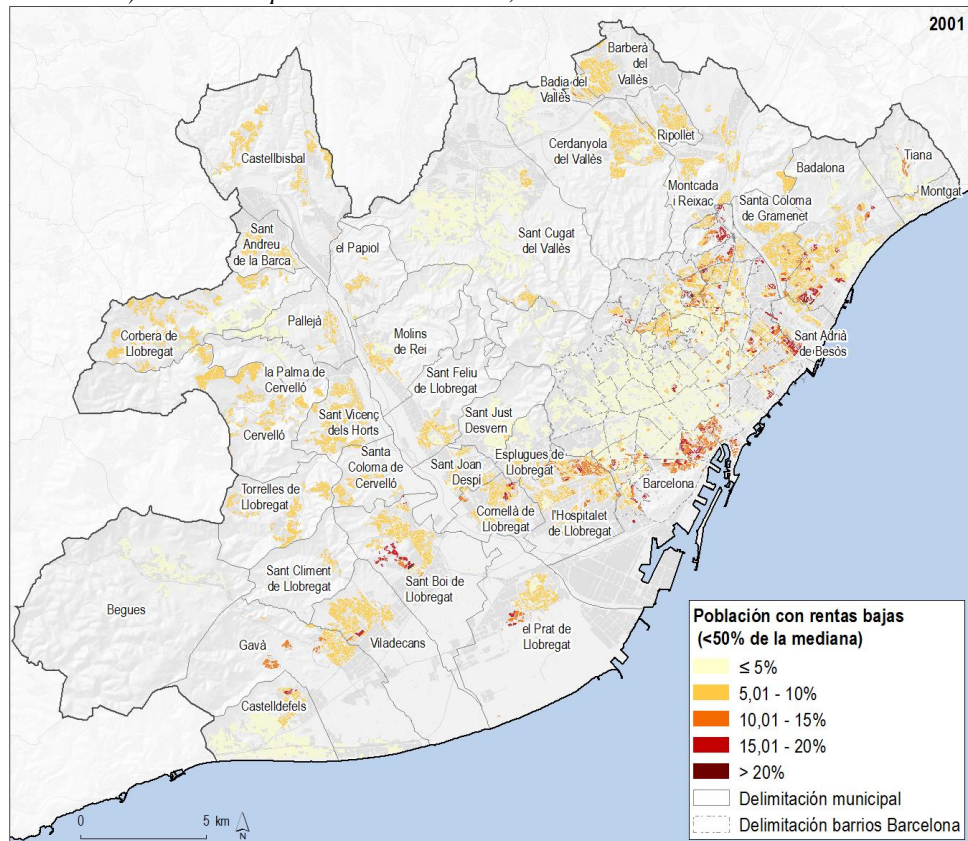 2001
Barberà
del
Vallès
Badia del
Vallès
Ripollet
Cerdanyola
del Vallès
Castellbisbal
Tiana
Badalona
Montcada
i Reixac
Montgat
Santa Coloma
de Gramenet
Sant
Andreu
de la Barca
el Papiol
Sant Cugat
del Vallès
Pallejà
Corbera de
Llobregat
Molins
de Rei
Sant Adrià
de Besòs
la Palma de
Cervelló
Sant Feliu
de Llobregat
Sant Vicenç
dels Horts
Sant Just
Desvern
Cervelló
Santa
Coloma de
Cervelló
Sant Joan
Despí
Esplugues de
Llobregat
Barcelona
Torrelles de
Llobregat
Cornellà de
Llobregat
l'Hospitalet
de Llobregat
Sant Climent
de Llobregat
Sant Boi de
Llobregat
Begues
Gavà
Viladecans
el Prat de
Llobregat
Castelldefels
Población con rentas bajas
(<50% de la mediana)
≤ 5%
5,01 - 10%
10,01 - 15%
15,01 - 20%
> 20%
Delimitación municipal
Delimitación barrios Barcelona
0 5 km
N